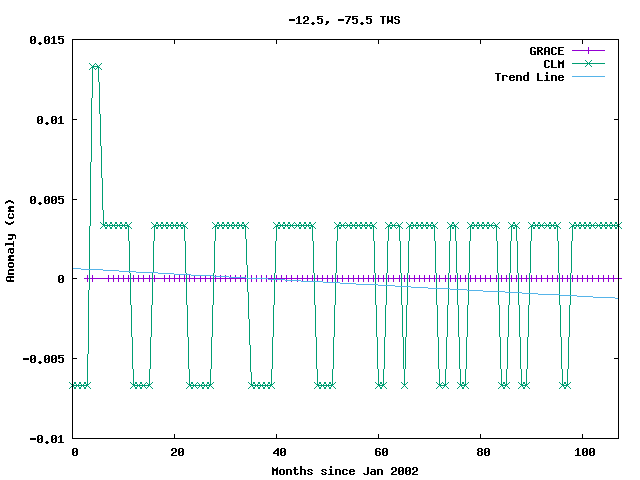 -12.5, -75.5 TWS
GRACE
CLM
Trend Line
0.015
0.01
0.005
0
-0.005
-0.01
Anomaly (cm)
0 20 40 60 80 100
Months since Jan 2002